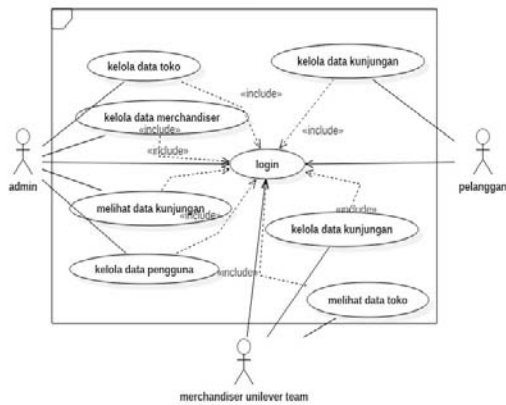 kelola data toko
kelola data kunjungan
«include»
kelola data merchandiser
«include»
«include»
«include»
login
admin
pelanggan
melihat data kunjungan
«include»
«include»
kelola data kunjungan
kelola data pengguna
«include»
melihat data toko
merchandiser unilever team